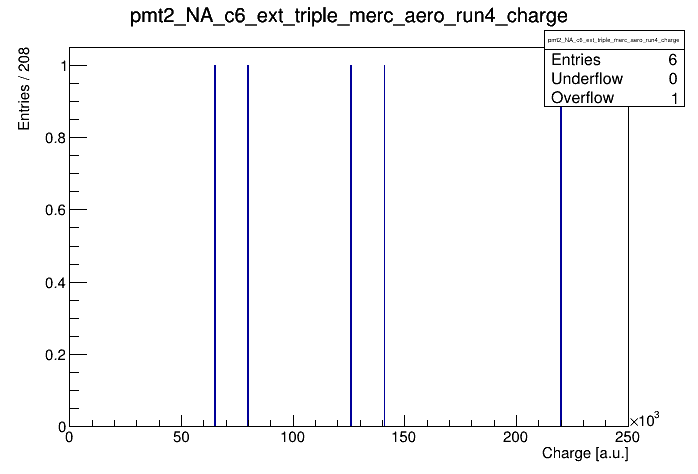 pmt2_NA_c6_ext_triple_merc_aero_run4_charge
pmt2_NA_c6_ext_triple_merc_aero_run4_charge
Entries 6
Underflow 0
Overflow 1
Entries / 208
1
0.8
0.6
0.4
0.2
0
0 50 100 150 200 250
×10³
Charge [a.u.]